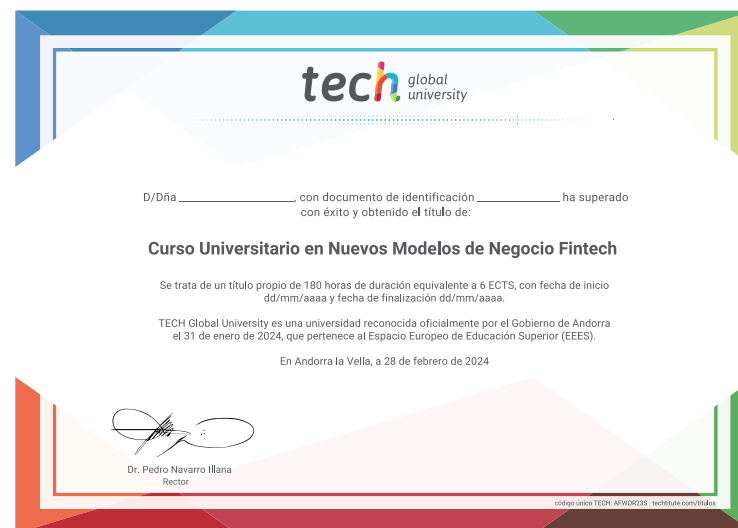 tech global university
D/Dña ____________________, con documento de identificación ______________ ha superado
con éxito y obtenido el título de:
Curso Universitario en Nuevos Modelos de Negocio Fintech
Se trata de un título propio de 180 horas de duración equivalente a 6 ECTS, con fecha de inicio
dd/mm/aaaa y fecha de finalización dd/mm/aaaa.
TECH Global University es una universidad reconocida oficialmente por el Gobierno de Andorra
el 31 de enero de 2024, que pertenece al Espacio Europeo de Educación Superior (EEES).
En Andorra la Vella, a 28 de febrero de 2024
Dr. Pedro Navarro Illana
Rector
código único TECH: AFWOR23S techtitute.com/titulos